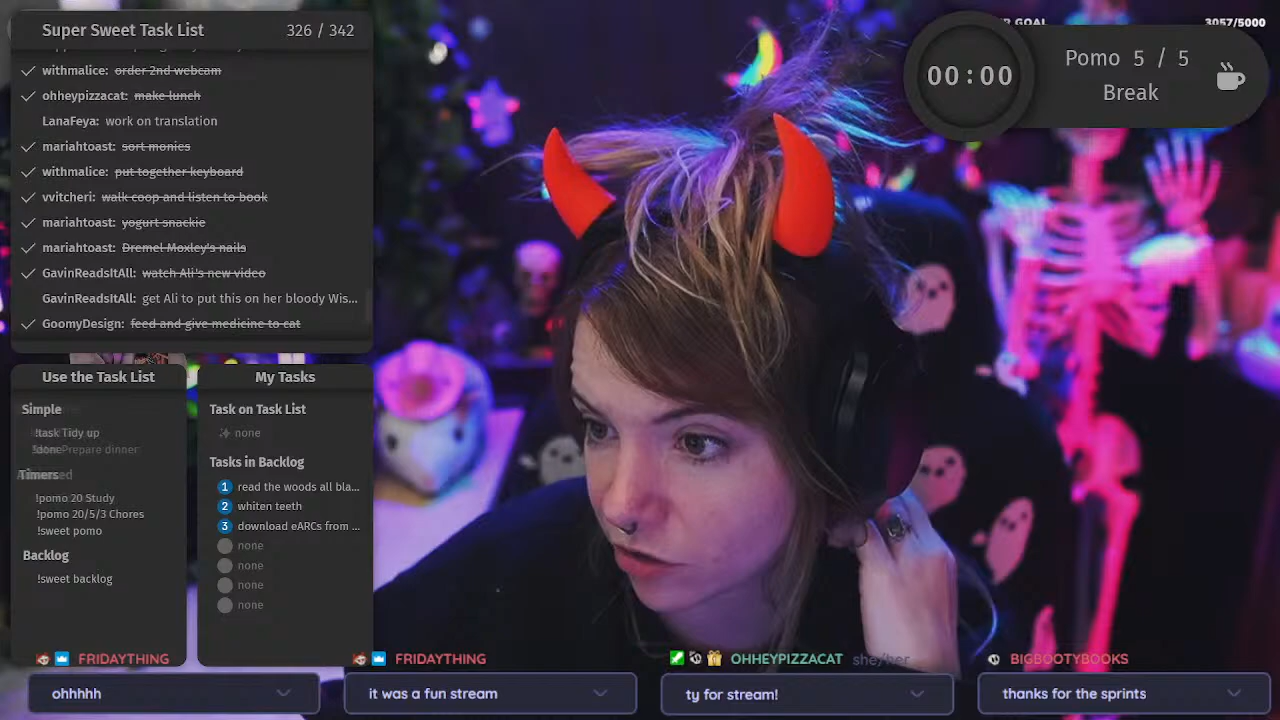 Super Sweet Task List 326 / 342
withmalice: order 2nd webcam
ohheypizzacat: make lunch
LanaFeya: work on translation
mariahtoast: sort monies
withmalice: put together keyboard
vvitcheri: walk coop and listen to book
mariahtoast: yogurt snackie
mariahtoast: Dremel Moxley's nails
GavinReadsItAll: watch Ali's new video
GavinReadsItAll: get Ali to put this on her bloody Wis...
GoomyDesign: feed and give medicine to cat
GOAL 3057/5000
00:00
Pomo 5 / 5
Break
Use the Task List
Simple
!task Tidy up
!done Prepare dinner
Timers
!pomo 20 Study
!pomo 20/5/3 Chores
!sweet pomo
Backlog
!sweet backlog
My Tasks
Task on Task List
none
Tasks in Backlog
1 read the woods all bla...
2 whiten teeth
3 download eARCs from ...
none
none
none
none
FRIDAYTHING
ohhhhh
FRIDAYTHING
it was a fun stream
OHHEYPIZZACAT she/her
ty for stream!
BIGBOOTYBOOKS
thanks for the sprints